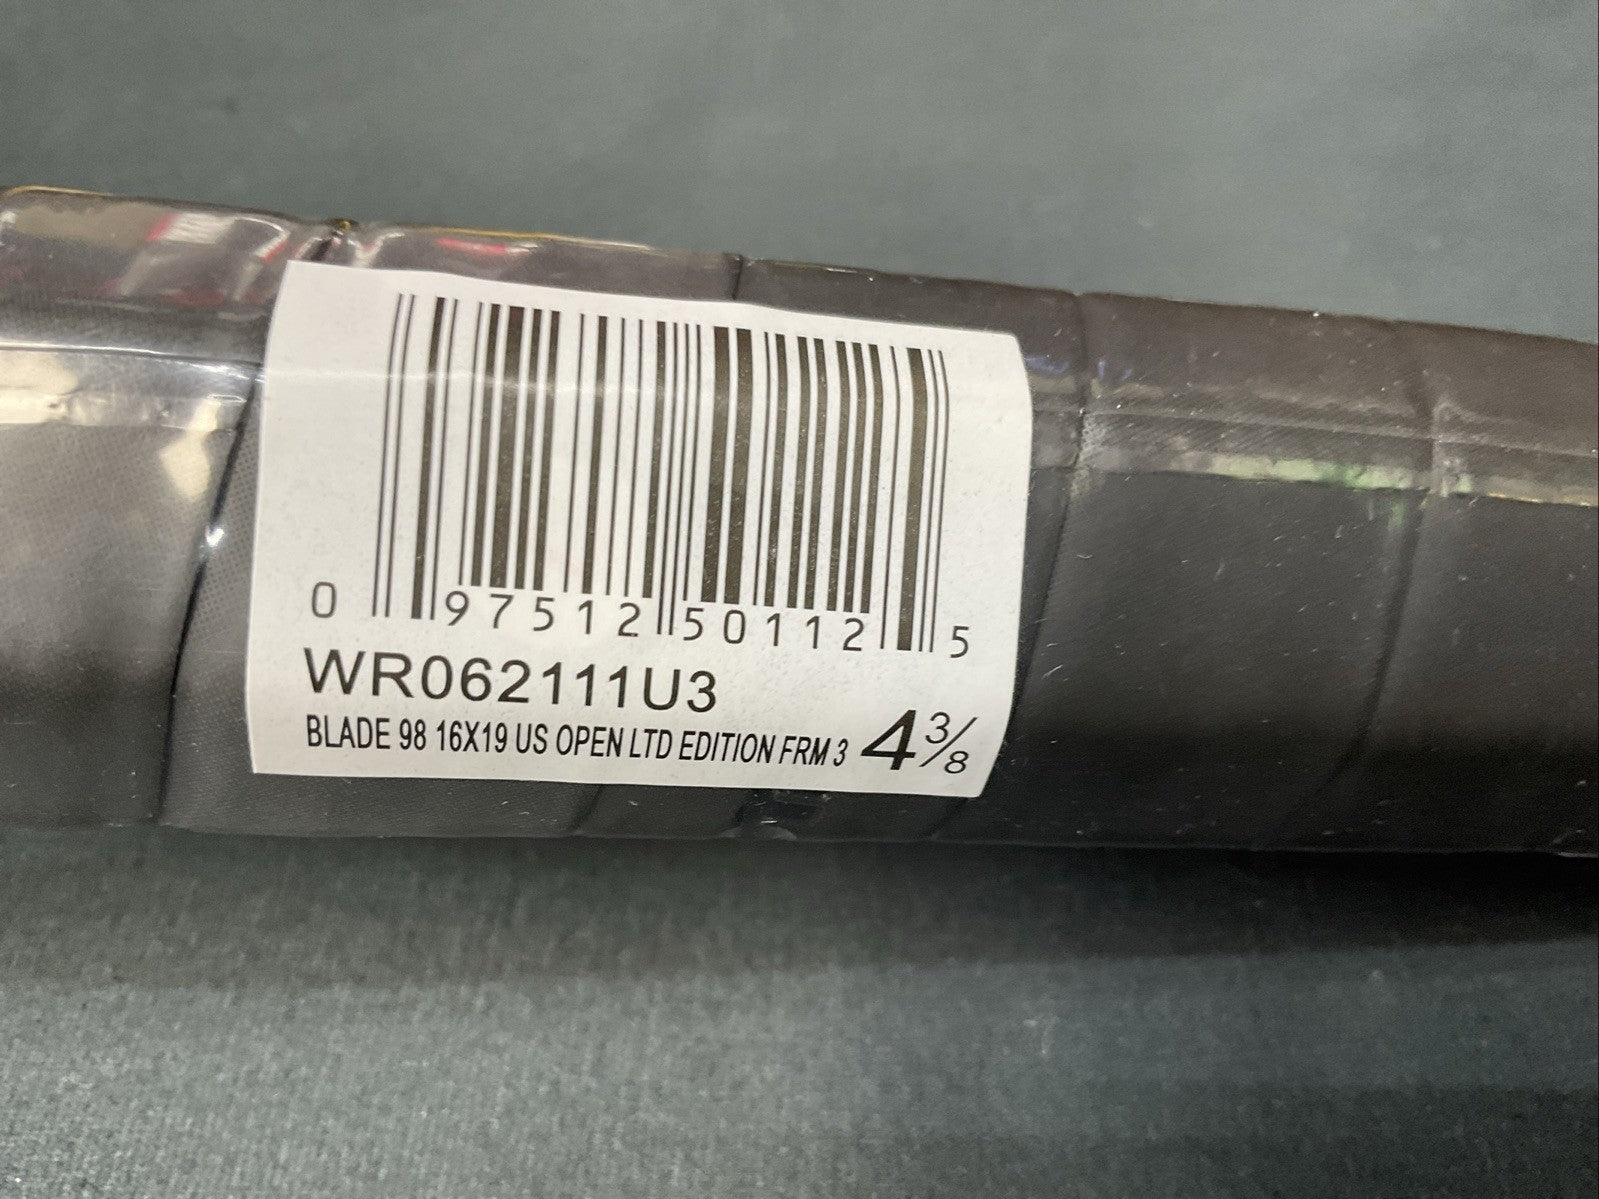 0 97512 50112 5
WR062111U3
BLADE 98 16X19 US OPEN LTD EDITION FRM 3 4 3/8